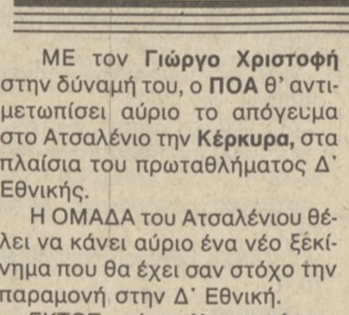 ΜΕ τον Γιώργο Χριστοφή
στην δύναμή του, ο ΠΟΑ θ' αντι-
μετωπίσει αύριο το απόγευμα
στο Ατσαλένιο την Κέρκυρα, στα
πλαίσια του πρωταθλήματος Δ'
Εθνικής.
Η ΟΜΑΔΑ του Ατσαλένιου θέ-
λει να κάνει αύριο ένα νέο ξεκί-
νημα που θα έχει σαν στόχο την
παραμονή στην Δ' Εθνική.